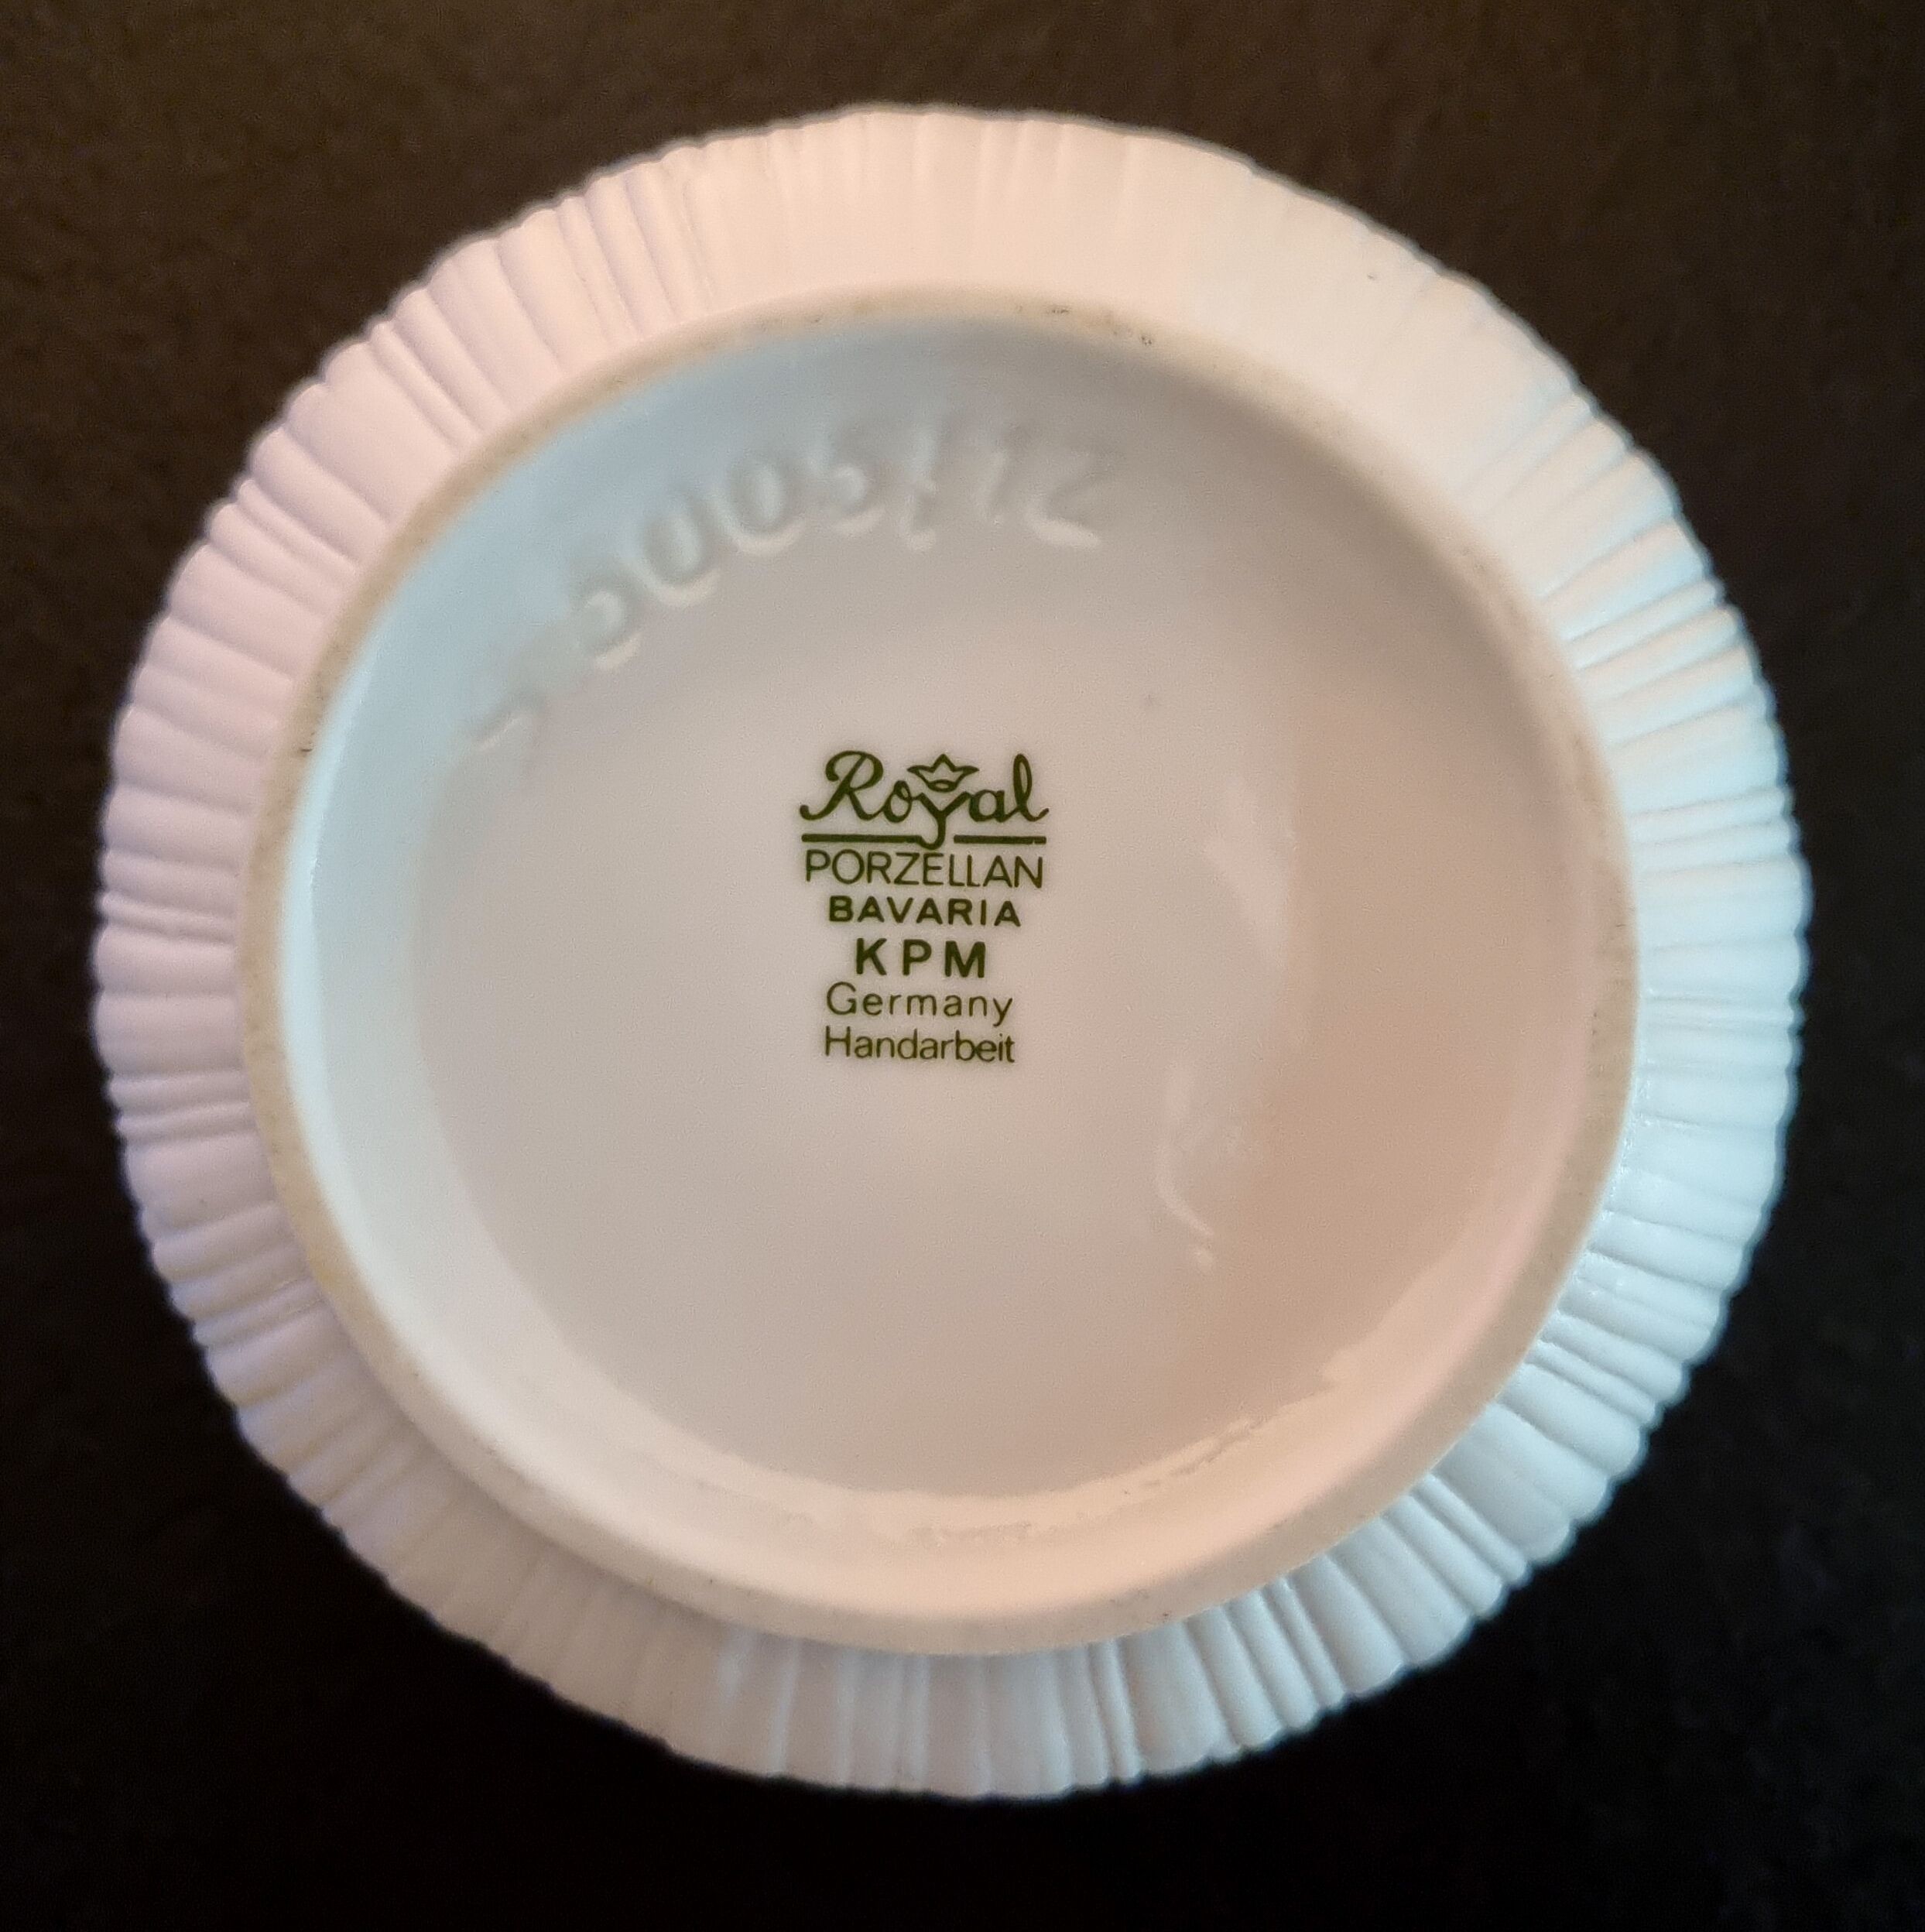 Royal
PORZELLAN
BAVARIA
KPM
Germany
Handarbeit